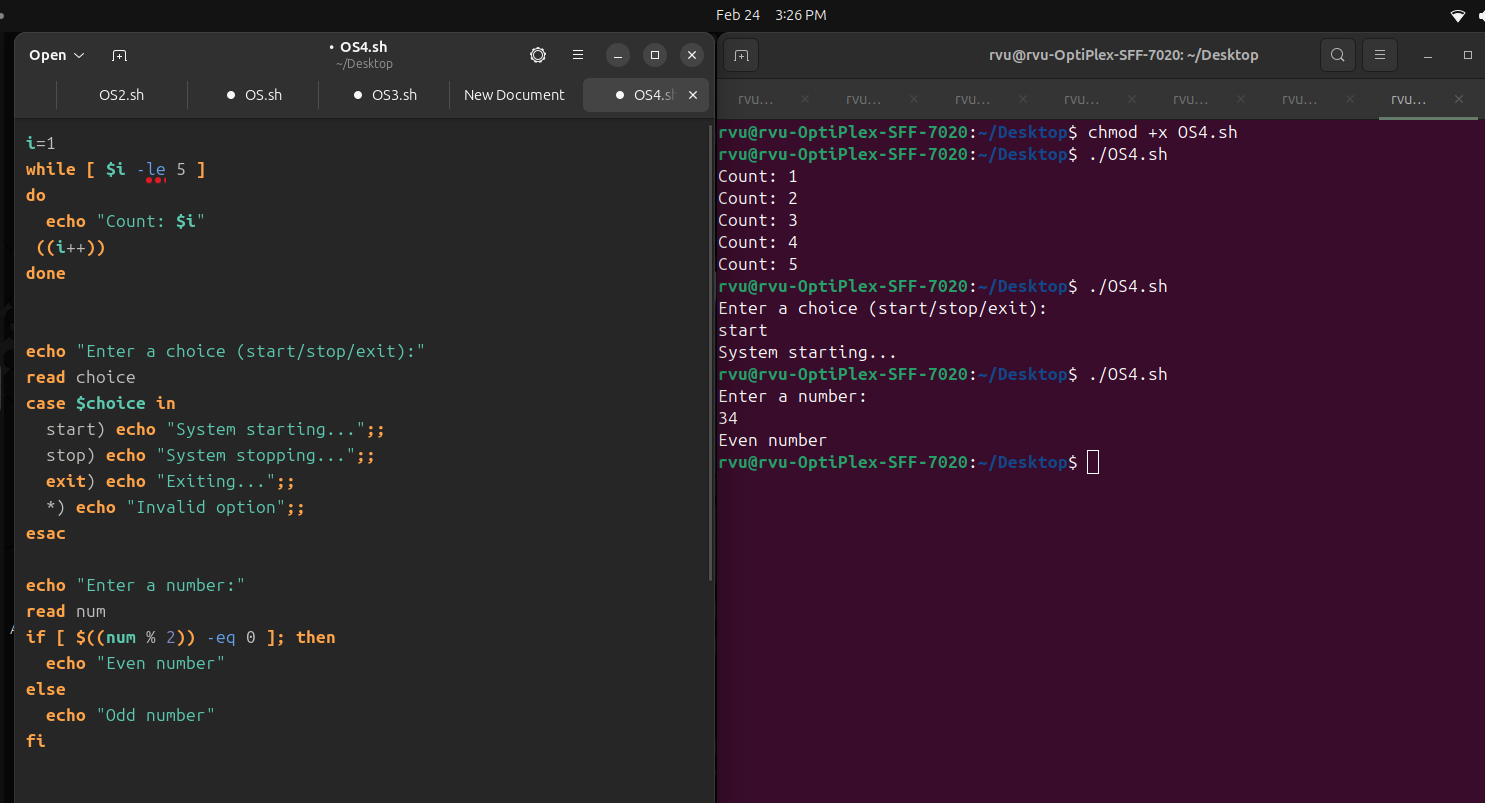 Feb 24 3:26 PM
Open
• OS4.sh
~/Desktop
OS2.sh
OS.sh
OS3.sh
New Document
OS4.sh
i=1
while [ $i -le 5 ]
do
  echo "Count: $i"
 ((i++))
done
echo "Enter a choice (start/stop/exit):"
read choice
case $choice in
  start) echo "System starting...";;
  stop) echo "System stopping...";;
  exit) echo "Exiting...";;
  *) echo "Invalid option";;
esac
echo "Enter a number:"
read num
if [ $((num % 2)) -eq 0 ]; then
  echo "Even number"
else
  echo "Odd number"
fi
rvu@rvu-OptiPlex-SFF-7020: ~/Desktop
rvu...
rvu...
rvu...
rvu...
rvu...
rvu...
rvu...
rvu@rvu-OptiPlex-SFF-7020:~/Desktop$ chmod +x OS4.sh
rvu@rvu-OptiPlex-SFF-7020:~/Desktop$ ./OS4.sh
Count: 1
Count: 2
Count: 3
Count: 4
Count: 5
rvu@rvu-OptiPlex-SFF-7020:~/Desktop$ ./OS4.sh
Enter a choice (start/stop/exit):
start
System starting...
rvu@rvu-OptiPlex-SFF-7020:~/Desktop$ ./OS4.sh
Enter a number:
34
Even number
rvu@rvu-OptiPlex-SFF-7020:~/Desktop$